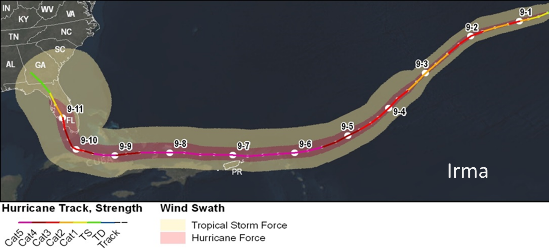 IN
WV
KY
VA
TN
NC
SC
AL
GA
FL
PR
9-1
9-2
9-3
9-4
9-5
9-6
9-7
9-8
9-9
9-10
9-11
Irma
Hurricane Track, Strength
Cat5
Cat4
Cat3
Cat2
Cat1
TS
TD
Track
Wind Swath
Tropical Storm Force
Hurricane Force